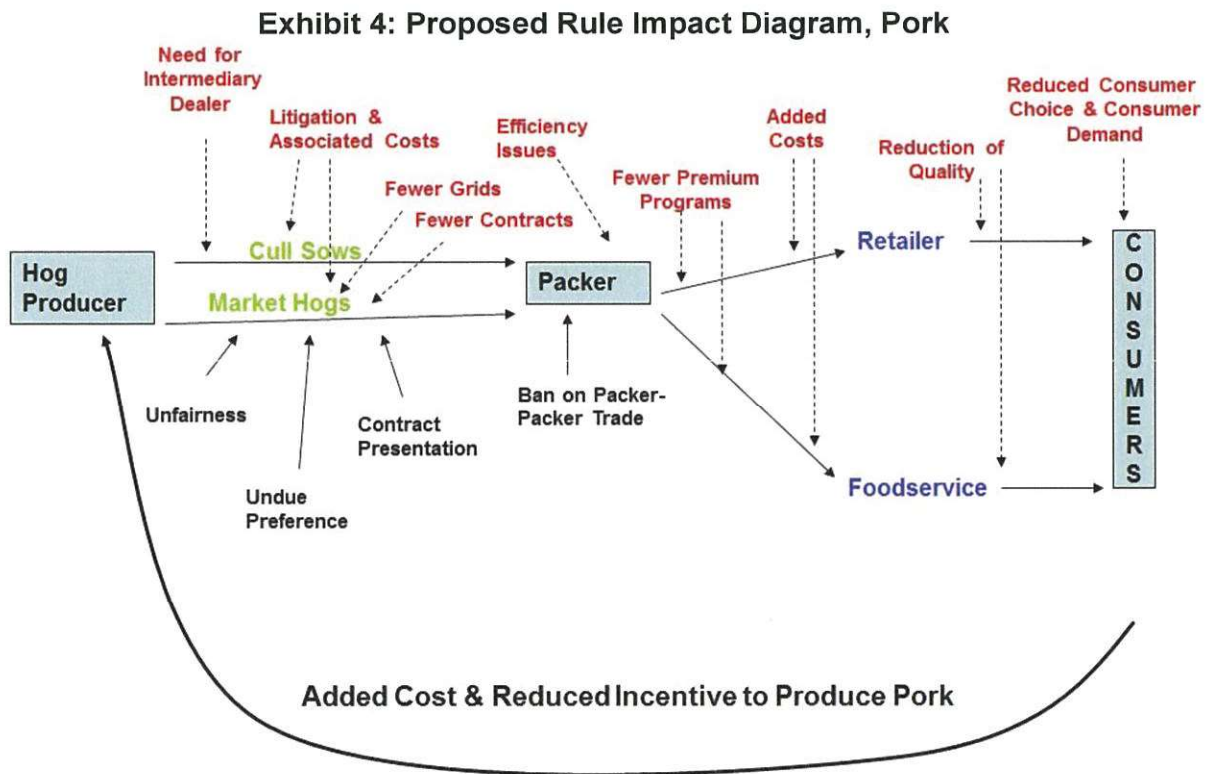 Exhibit 4: Proposed Rule Impact Diagram, Pork
Need for
Intermediary
Dealer
Litigation &
Associated Costs
Fewer Grids
Fewer Contracts
Efficiency
Issues
Fewer Premium
Programs
Added
Costs
Reduction of
Quality
Reduced Consumer
Choice & Consumer
Demand
Hog
Producer
Cull Sows
Market Hogs
Packer
Retailer
Foodservice
CONSUMERS
Unfairness
Undue
Preference
Contract
Presentation
Ban on Packer-
Packer Trade
Added Cost & Reduced Incentive to Produce Pork